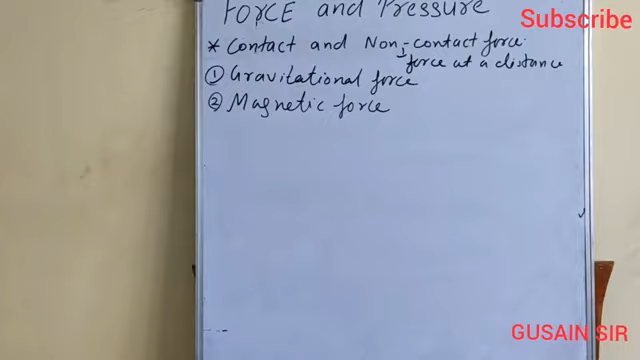 Force and Pressure
Subscribe
* Contact and Non-contact force.
↓ force at a distance
① Gravitational force
② Magnetic force
GUSAIN SIR